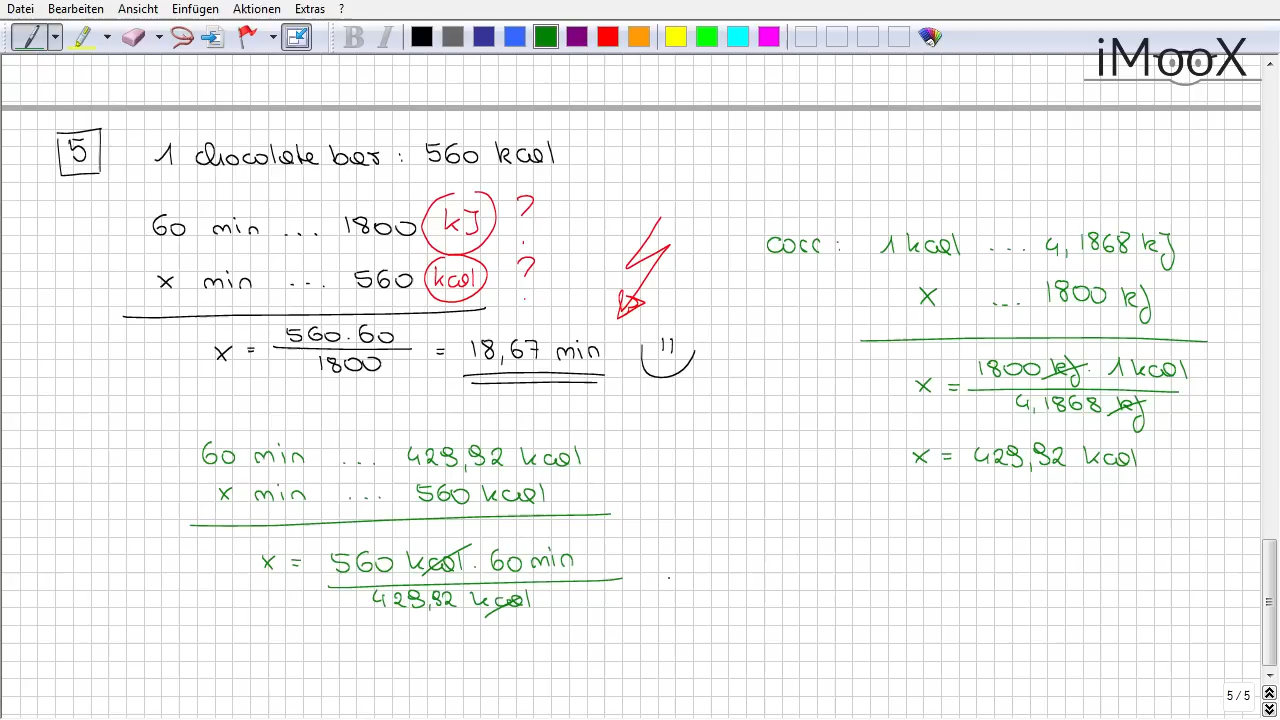 Datei Bearbeiten Ansicht Einfügen Aktionen Extras ?
B I
iMooX
5 1 chocolate bar : 560 kcal
60 min ... 1800 kJ ?
x min ... 560 kcal ?
x = 560 · 60 / 1800 = 18,67 min
corr : 1 kcal ... 4,1868 kJ
x ... 1800 kJ
x = 1800 kJ · 1 kcal / 4,1868 kJ
x = 429,92 kcal
60 min ... 429,92 kcal
x min ... 560 kcal
x = 560 kcal · 60 min / 429,92 kcal
5 / 5